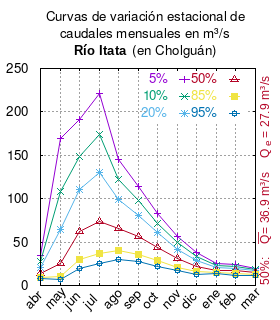 Curvas de variación estacional de
caudales mensuales en m³/s
Río Itata (en Cholguán)
250
200
150
100
50
0
5% 50%
10% 85%
20% 95%
abr may jun jul ago sep oct nov dic ene feb mar
50%: Q̅= 36.9 m³/s Qe = 27.9 m³/s